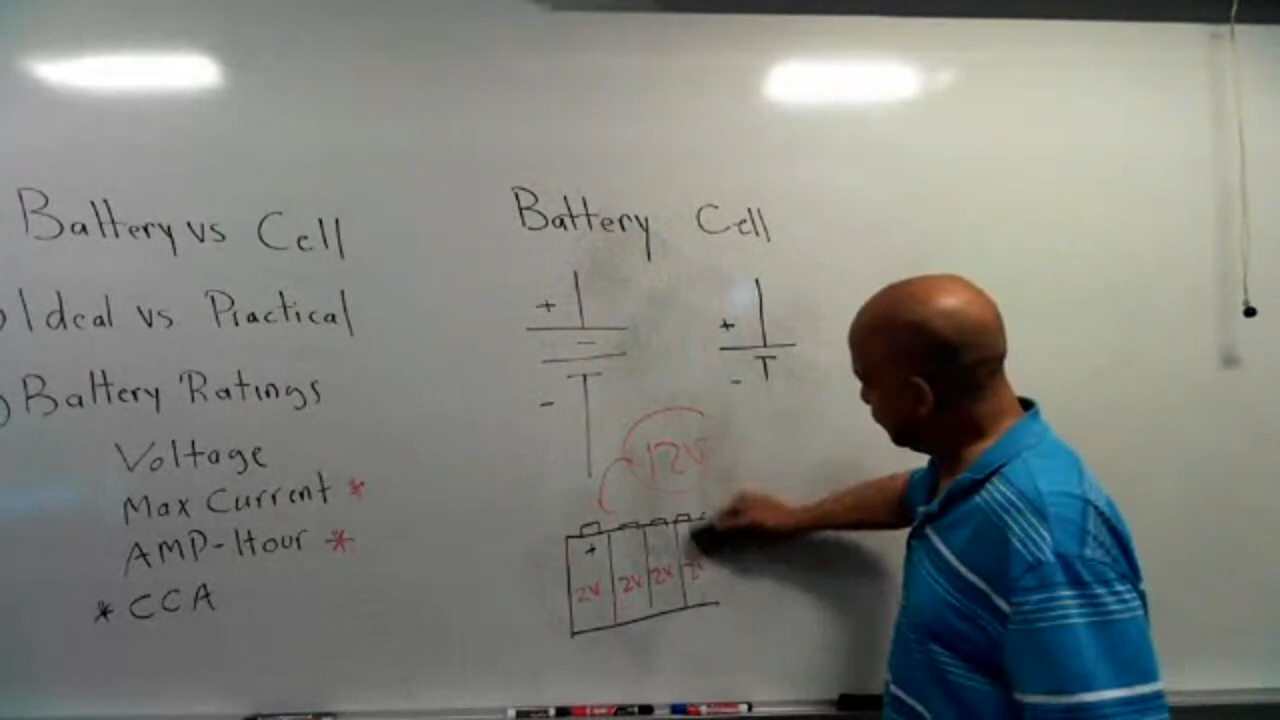 Battery vs Cell
Ideal vs Practical
Battery Ratings
Voltage
Max Current *
AMP-Hour *
* CCA
Battery Cell
+
-
-
+
-
12V
+
2V 2V 2V